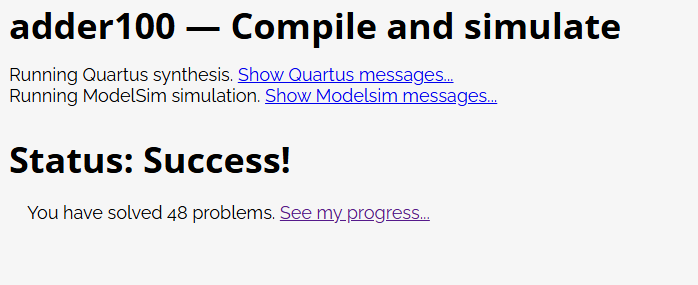 adder100 — Compile and simulate
Running Quartus synthesis. Show Quartus messages...
Running ModelSim simulation. Show Modelsim messages...
Status: Success!
You have solved 48 problems. See my progress...